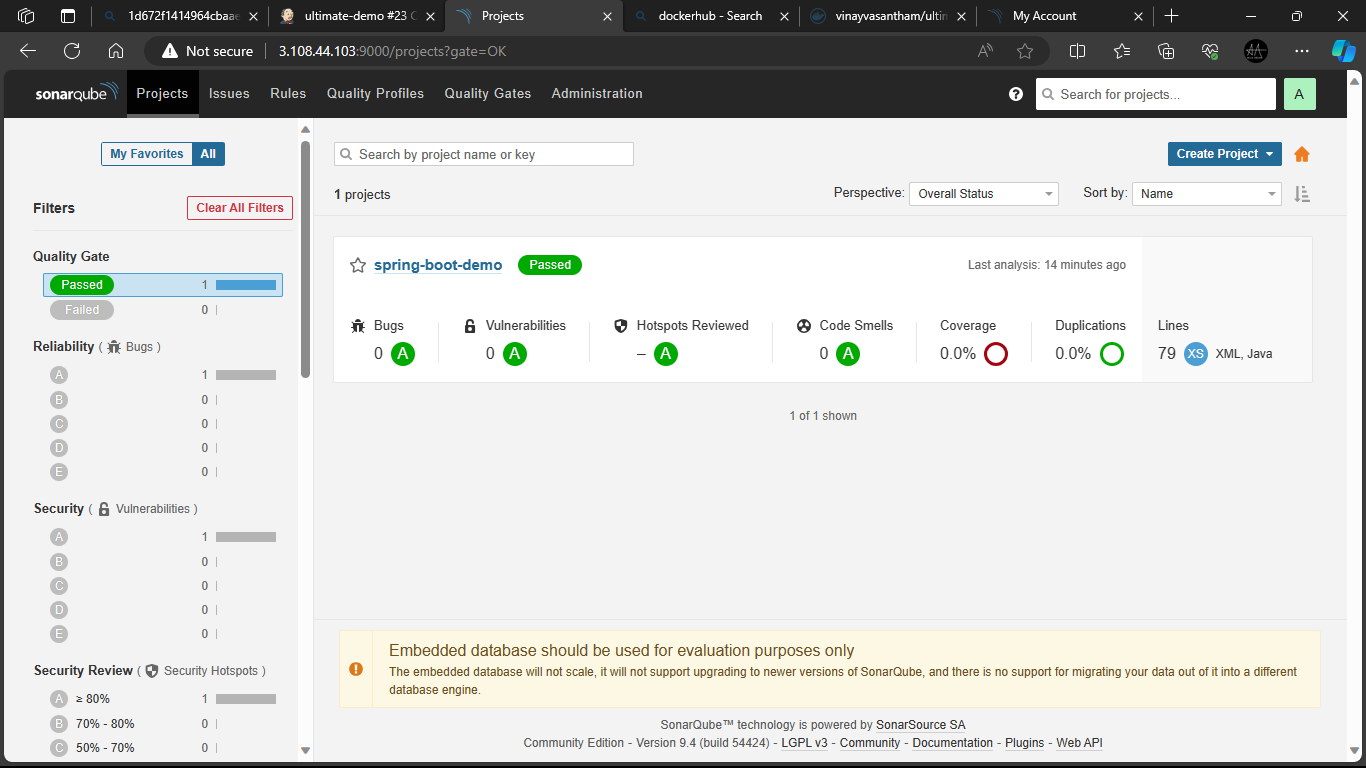 1d672f1414964cbaae
ultimate-demo #23 C
Projects
dockerhub - Search
vinayvasantham/ultim
My Account
Not secure
3.108.44.103:9000/projects?gate=OK
sonarqube
Projects
Issues
Rules
Quality Profiles
Quality Gates
Administration
Search for projects...
A
My Favorites
All
Search by project name or key
Create Project
1 projects
Perspective:
Overall Status
Sort by:
Name
Filters
Clear All Filters
Quality Gate
Passed 1
Failed 0
Reliability ( Bugs )
A 1
B 0
C 0
D 0
E 0
Security ( Vulnerabilities )
A 1
B 0
C 0
D 0
E 0
Security Review ( Security Hotspots )
A ≥ 80% 1
B 70% - 80% 0
C 50% - 70% 0
spring-boot-demo
Passed
Last analysis: 14 minutes ago
Bugs
0 A
Vulnerabilities
0 A
Hotspots Reviewed
– A
Code Smells
0 A
Coverage
0.0%
Duplications
0.0%
Lines
79 XS XML, Java
1 of 1 shown
Embedded database should be used for evaluation purposes only
The embedded database will not scale, it will not support upgrading to newer versions of SonarQube, and there is no support for migrating your data out of it into a different
database engine.
SonarQube™ technology is powered by SonarSource SA
Community Edition - Version 9.4 (build 54424) - LGPL v3 - Community - Documentation - Plugins - Web API